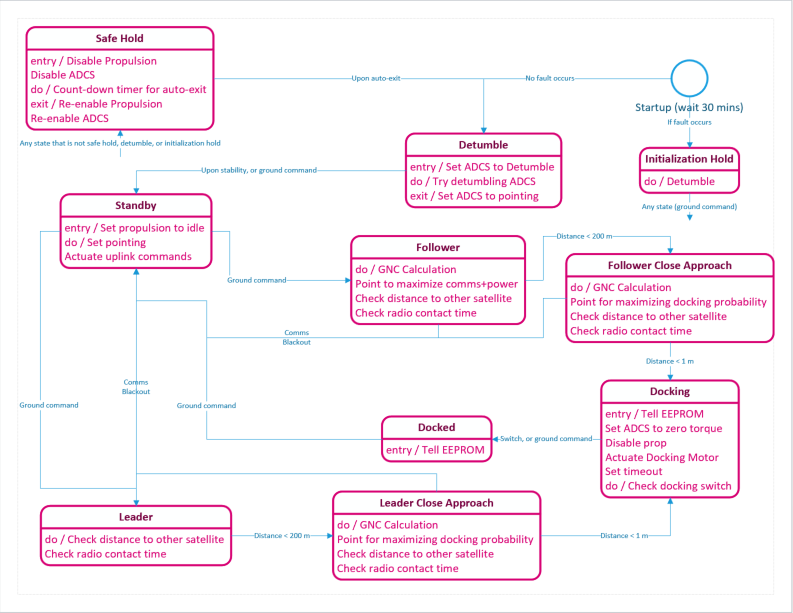 Safe Hold
entry / Disable Propulsion
Disable ADCS
do / Count-down timer for auto-exit
exit / Re-enable Propulsion
Re-enable ADCS
Upon auto-exit
No fault occurs
Startup (wait 30 mins)
If fault occurs
Any state that is not safe hold, detumble, or initialization hold
Detumble
entry / Set ADCS to Detumble
do / Try detumbling ADCS
exit / Set ADCS to pointing
Initialization Hold
do / Detumble
Any state (ground command)
Upon stability, or ground command
Standby
entry / Set propulsion to idle
do / Set pointing
Actuate uplink commands
Ground command
Follower
do / GNC Calculation
Point to maximize comms+power
Check distance to other satellite
Check radio contact time
Distance < 200 m
Follower Close Approach
do / GNC Calculation
Point for maximizing docking probability
Check distance to other satellite
Check radio contact time
Comms
Blackout
Distance < 1 m
Comms
Blackout
Ground command
Ground command
Docking
entry / Tell EEPROM
Set ADCS to zero torque
Disable prop
Actuate Docking Motor
Set timeout
do / Check docking switch
Docked
entry / Tell EEPROM
Switch, or ground command
Leader
do / Check distance to other satellite
Check radio contact time
Distance < 200 m
Leader Close Approach
do / GNC Calculation
Point for maximizing docking probability
Check distance to other satellite
Check radio contact time
Distance < 1 m